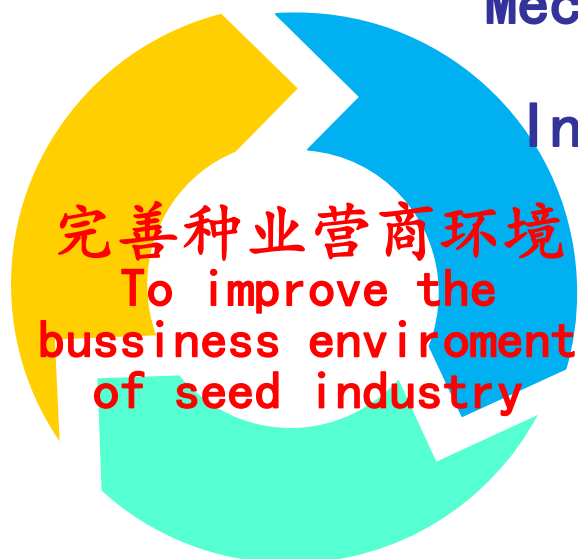 Mec
In
完善种业营商环境
To improve the
bussiness enviroment
of seed industry